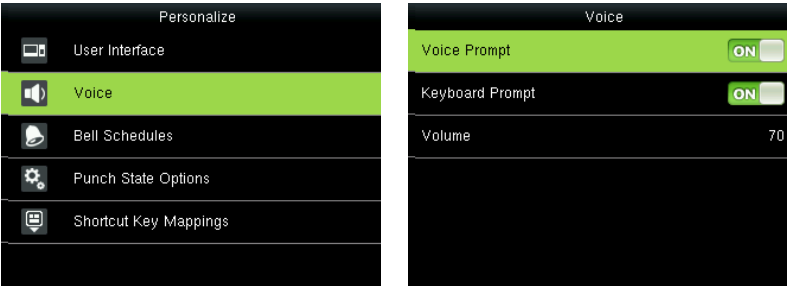 Personalize
User Interface
Voice
Bell Schedules
Punch State Options
Shortcut Key Mappings
Voice
Voice Prompt ON
Keyboard Prompt ON
Volume 70